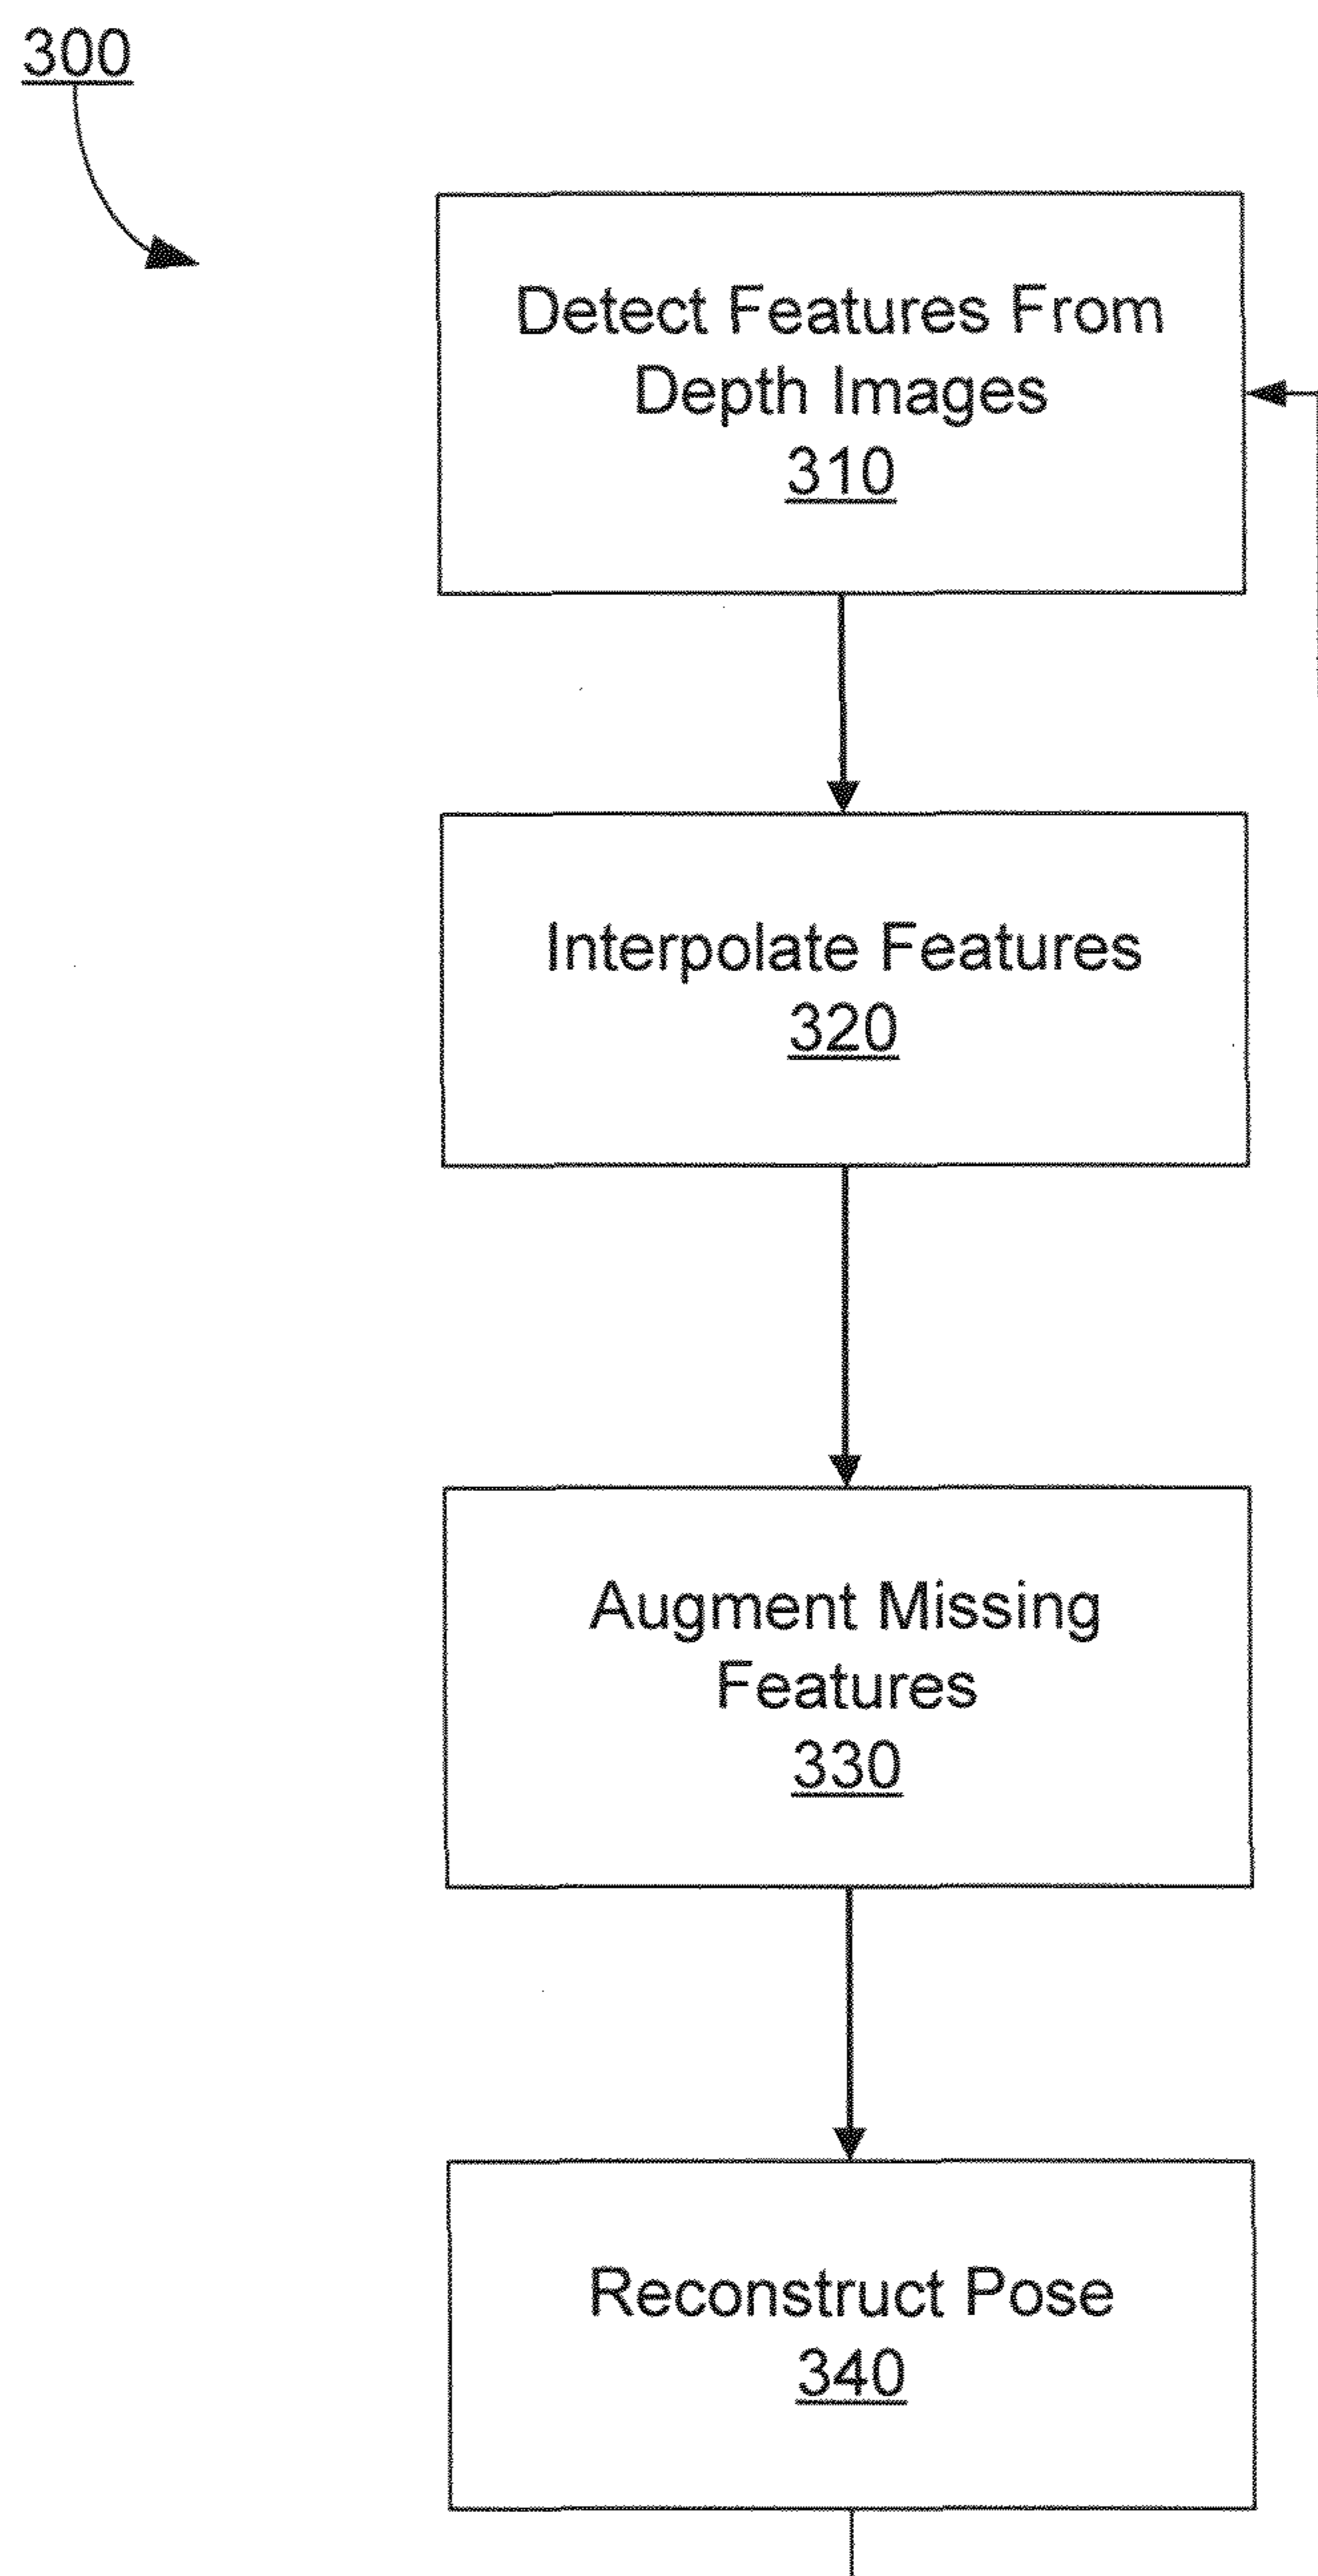 300
Detect Features From
Depth Images
310
Interpolate Features
320
Augment Missing
Features
330
Reconstruct Pose
340